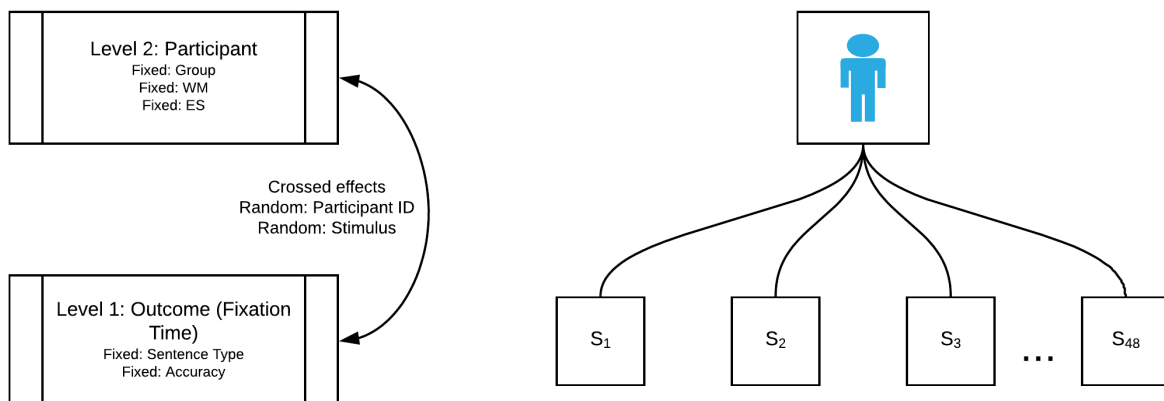 Level 2: Participant
Fixed: Group
Fixed: WM
Fixed: ES
Crossed effects
Random: Participant ID
Random: Stimulus
Level 1: Outcome (Fixation
Time)
Fixed: Sentence Type
Fixed: Accuracy
S₁
S₂
S₃
...
S₄₈